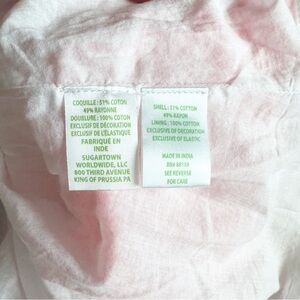 COQUILLE : 51% COTON
49% RAYONNE
DOUBLURE : 100% COTON
EXCLUSIF DE DÉCORATION
EXCLUSIF DE L'ÉLASTIQUE
FABRIQUÉ EN
INDE
SUGARTOWN
WORLDWIDE, LLC
800 THIRD AVENUE
KING OF PRUSSIA PA
SHELL : 51% COTTON
49% RAYON
LINING : 100% COTTON
EXCLUSIVE OF DECORATION
EXCLUSIVE OF ELASTIC
MADE IN INDIA
RN#
SEE REVERSE
FOR CARE